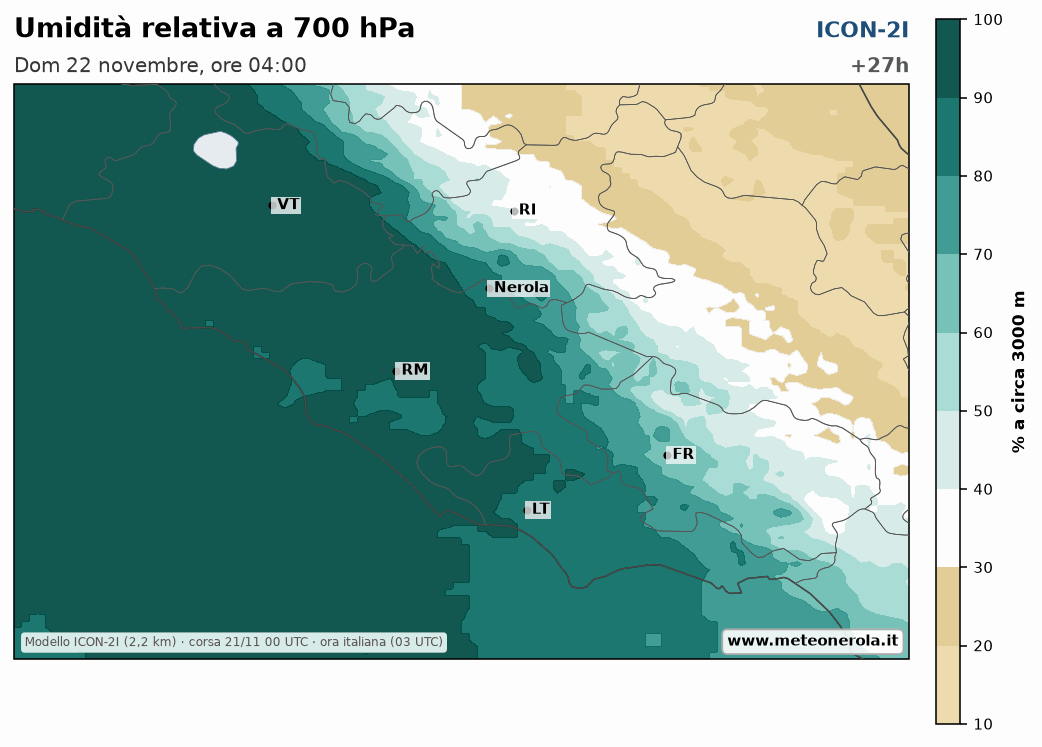 Umidità relativa a 700 hPa
ICON-2I
Dom 22 novembre, ore 04:00
+27h
100
90
80
70
60
50
40
30
20
10
% a circa 3000 m
VT
RI
Nerola
RM
FR
LT
Modello ICON-2I (2,2 km) · corsa 21/11 00 UTC · ora italiana (03 UTC)
www.meteonerola.it